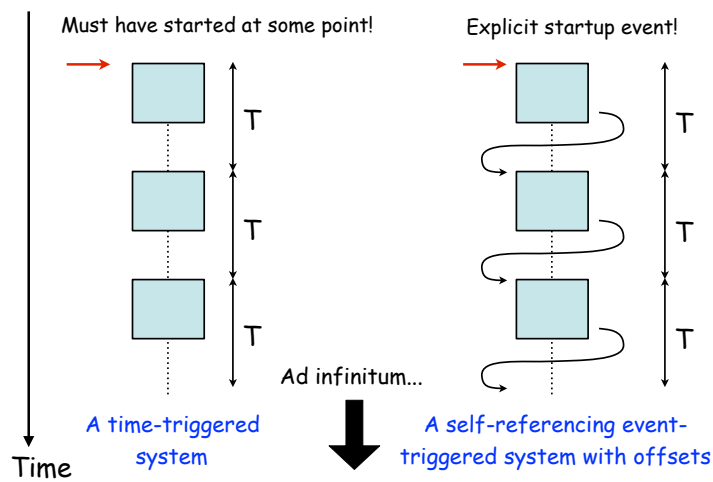 Must have started at some point!
Explicit startup event!
T
T
T
T
T
T
Ad infinitum...
A time-triggered
system
A self-referencing event-
triggered system with offsets
Time